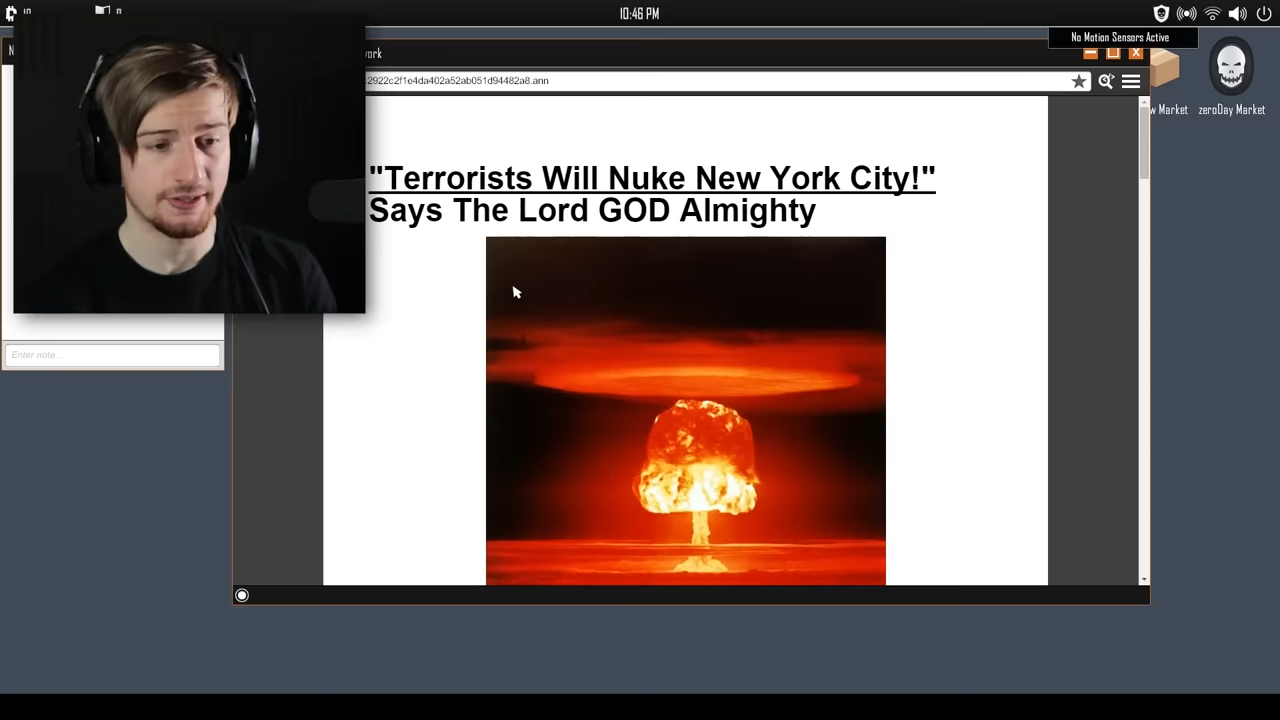 10:46 PM
No Motion Sensors Active
N
work
2922c2f1e4da402a52ab051d94482a8.ann
w Market
zeroDay Market
"Terrorists Will Nuke New York City!"
Says The Lord GOD Almighty
Enter note...